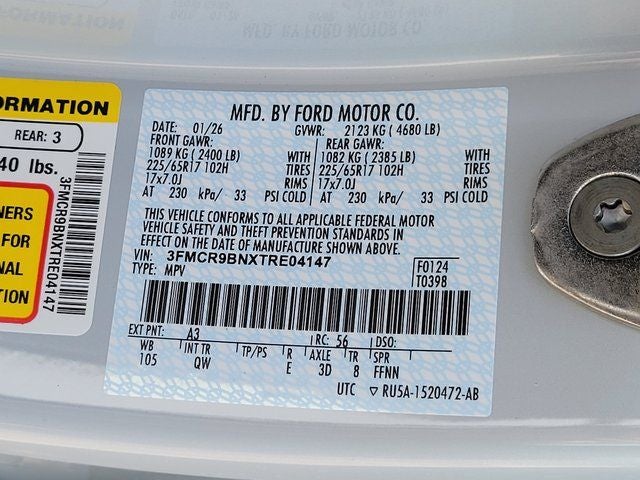 ORMATION
REAR: 3
40 lbs.
NERS
FOR
NAL
TION
3FMCR9BNXTRE04147
MFD. BY FORD MOTOR CO.
DATE: 01/26 GVWR: 2123 KG ( 4680 LB)
FRONT GAWR: REAR GAWR:
1089 KG ( 2400 LB) WITH 1082 KG ( 2385 LB) WITH
225/65R17 102H TIRES 225/65R17 102H TIRES
17x7.0J RIMS 17x7.0J RIMS
AT 230 kPa/ 33 PSI COLD AT 230 kPa/ 33 PSI COLD
THIS VEHICLE CONFORMS TO ALL APPLICABLE FEDERAL MOTOR
VEHICLE SAFETY AND THEFT PREVENTION STANDARDS IN
EFFECT ON THE DATE OF MANUFACTURE SHOWN ABOVE.
VIN: 3FMCR9BNXTRE04147
TYPE: MPV
F0124
T0398
EXT PNT: A3 RC: 56 DSO:
WB INT TR TP/PS R AXLE TR SPR
105 QW E 3D 8 FFNN
UTC ▽ RU5A-1520472-AB